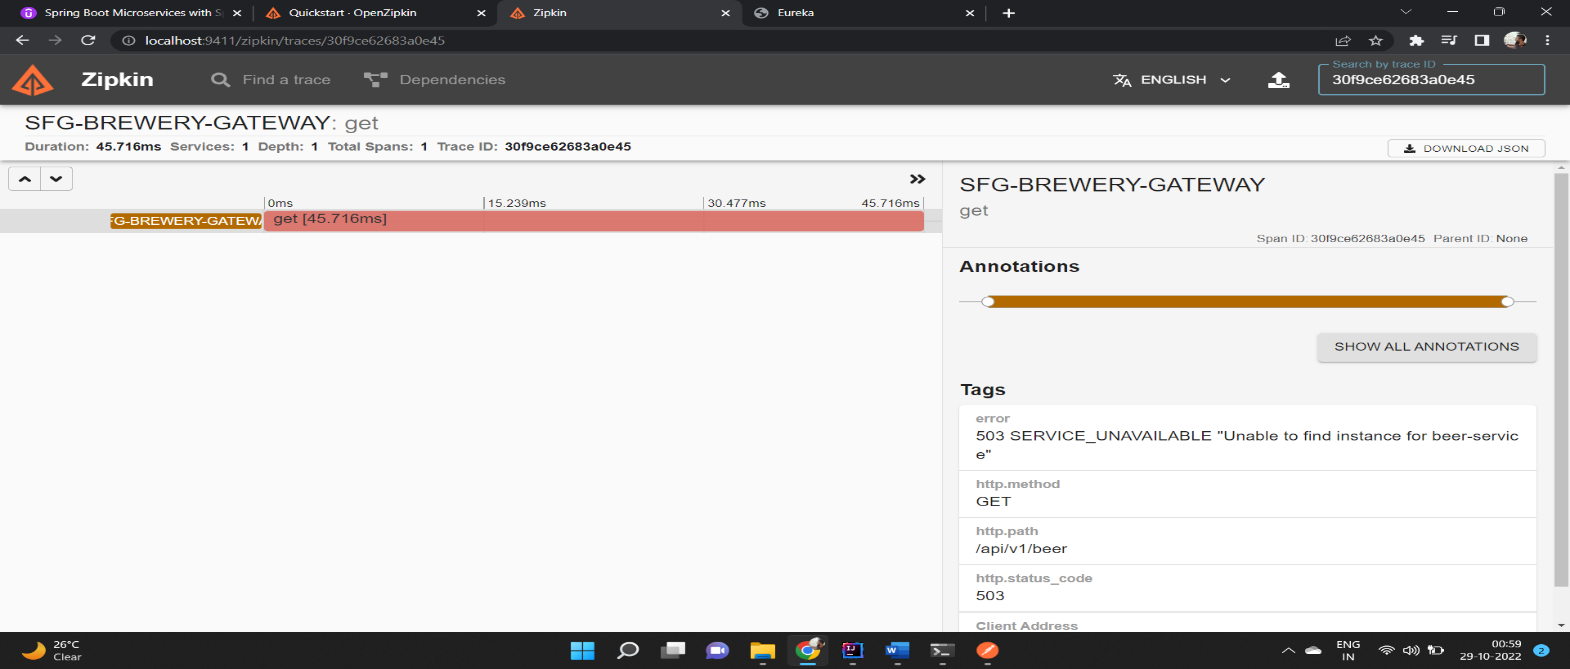 Spring Boot Microservices with S
Quickstart · OpenZipkin
Zipkin
Eureka
localhost:9411/zipkin/traces/30f9ce62683a0e45
Zipkin
Find a trace
Dependencies
ENGLISH
Search by trace ID
30f9ce62683a0e45
SFG-BREWERY-GATEWAY: get
Duration: 45.716ms Services: 1 Depth: 1 Total Spans: 1 Trace ID: 30f9ce62683a0e45
DOWNLOAD JSON
0ms 15.239ms 30.477ms 45.716ms
FG-BREWERY-GATEWA get [45.716ms]
SFG-BREWERY-GATEWAY
get
Span ID: 30f9ce62683a0e45 Parent ID: None
Annotations
SHOW ALL ANNOTATIONS
Tags
error
503 SERVICE_UNAVAILABLE "Unable to find instance for beer-servic
e"
http.method
GET
http.path
/api/v1/beer
http.status_code
503
Client Address
26°C
Clear
ENG
IN
00:59
29-10-2022
2